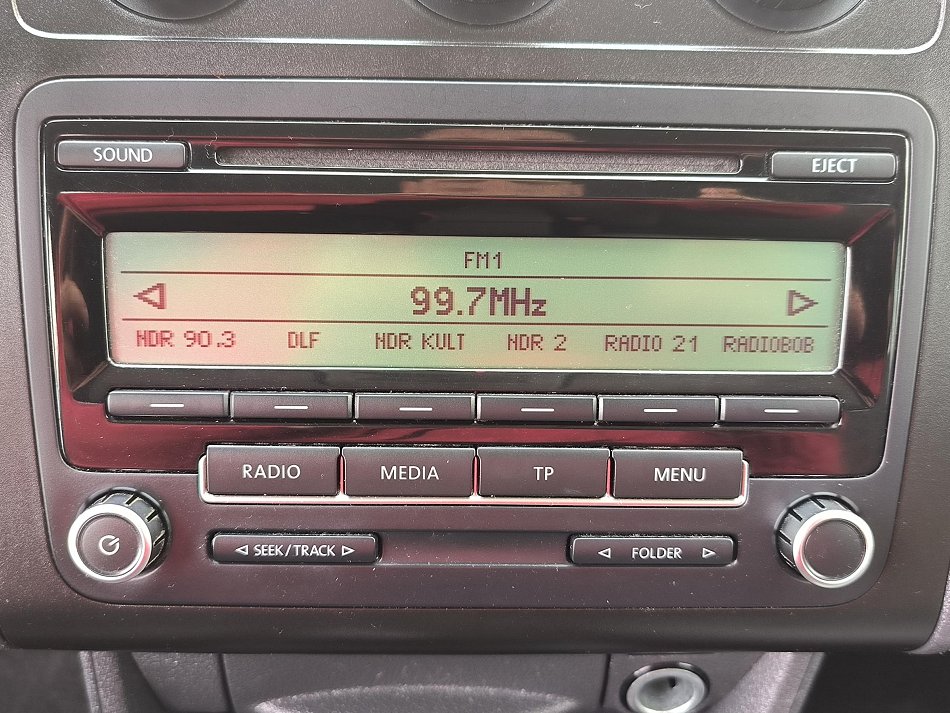 SOUND EJECT
FM1
99.7MHz
NDR 90.3 DLF NDR KULT NDR 2 RADIO 21 RADIOBOB
RADIO MEDIA TP MENU
SEEK/TRACK FOLDER